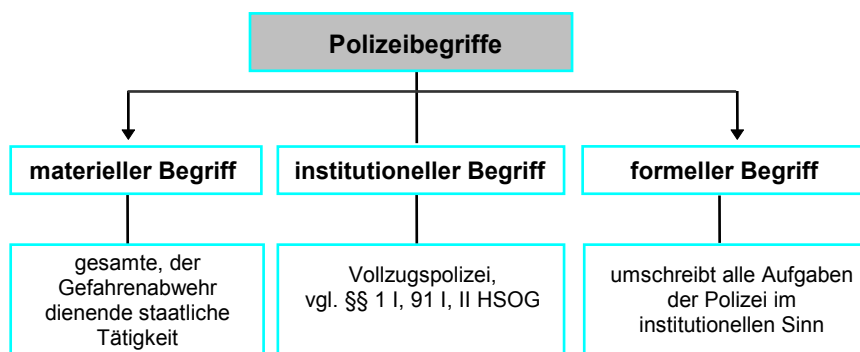 Polizeibegriffe
materieller Begriff
institutioneller Begriff
formeller Begriff
gesamte, der
Gefahrenabwehr
dienende staatliche
Tätigkeit
Vollzugspolizei,
vgl. §§ 1 I, 91 I, II HSOG
umschreibt alle Aufgaben
der Polizei im
institutionellen Sinn